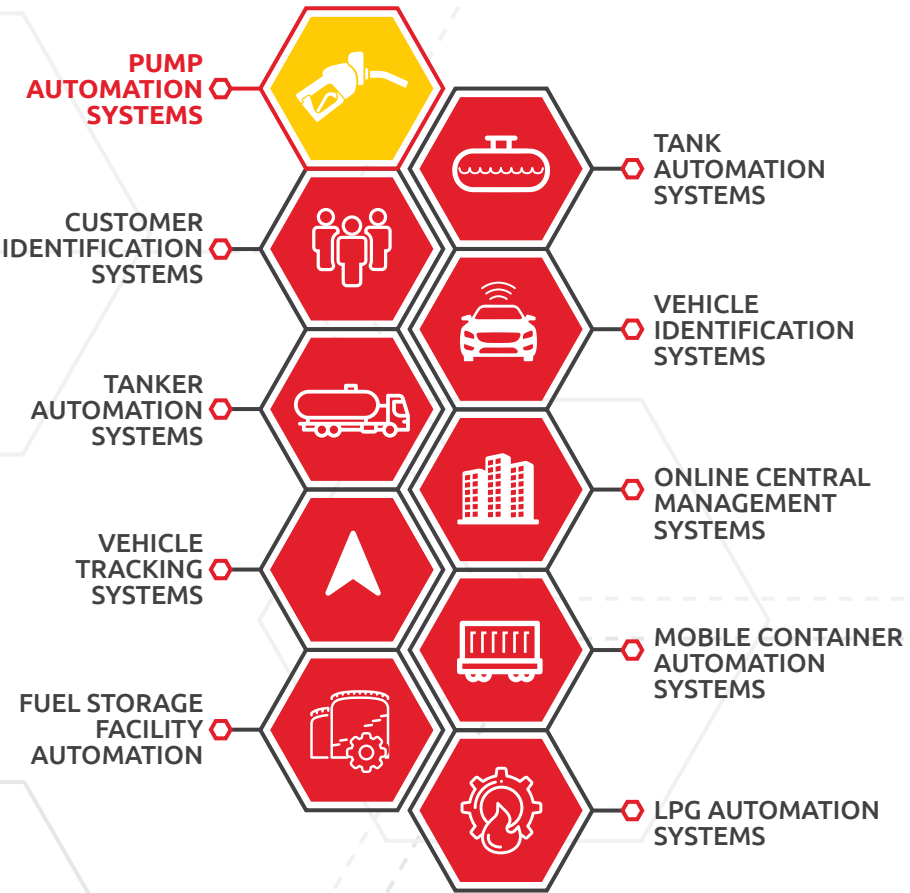 PUMP
AUTOMATION
SYSTEMS
TANK
AUTOMATION
SYSTEMS
CUSTOMER
IDENTIFICATION
SYSTEMS
VEHICLE
IDENTIFICATION
SYSTEMS
TANKER
AUTOMATION
SYSTEMS
ONLINE CENTRAL
MANAGEMENT
SYSTEMS
VEHICLE
TRACKING
SYSTEMS
MOBILE CONTAINER
AUTOMATION
SYSTEMS
FUEL STORAGE
FACILITY
AUTOMATION
LPG AUTOMATION
SYSTEMS